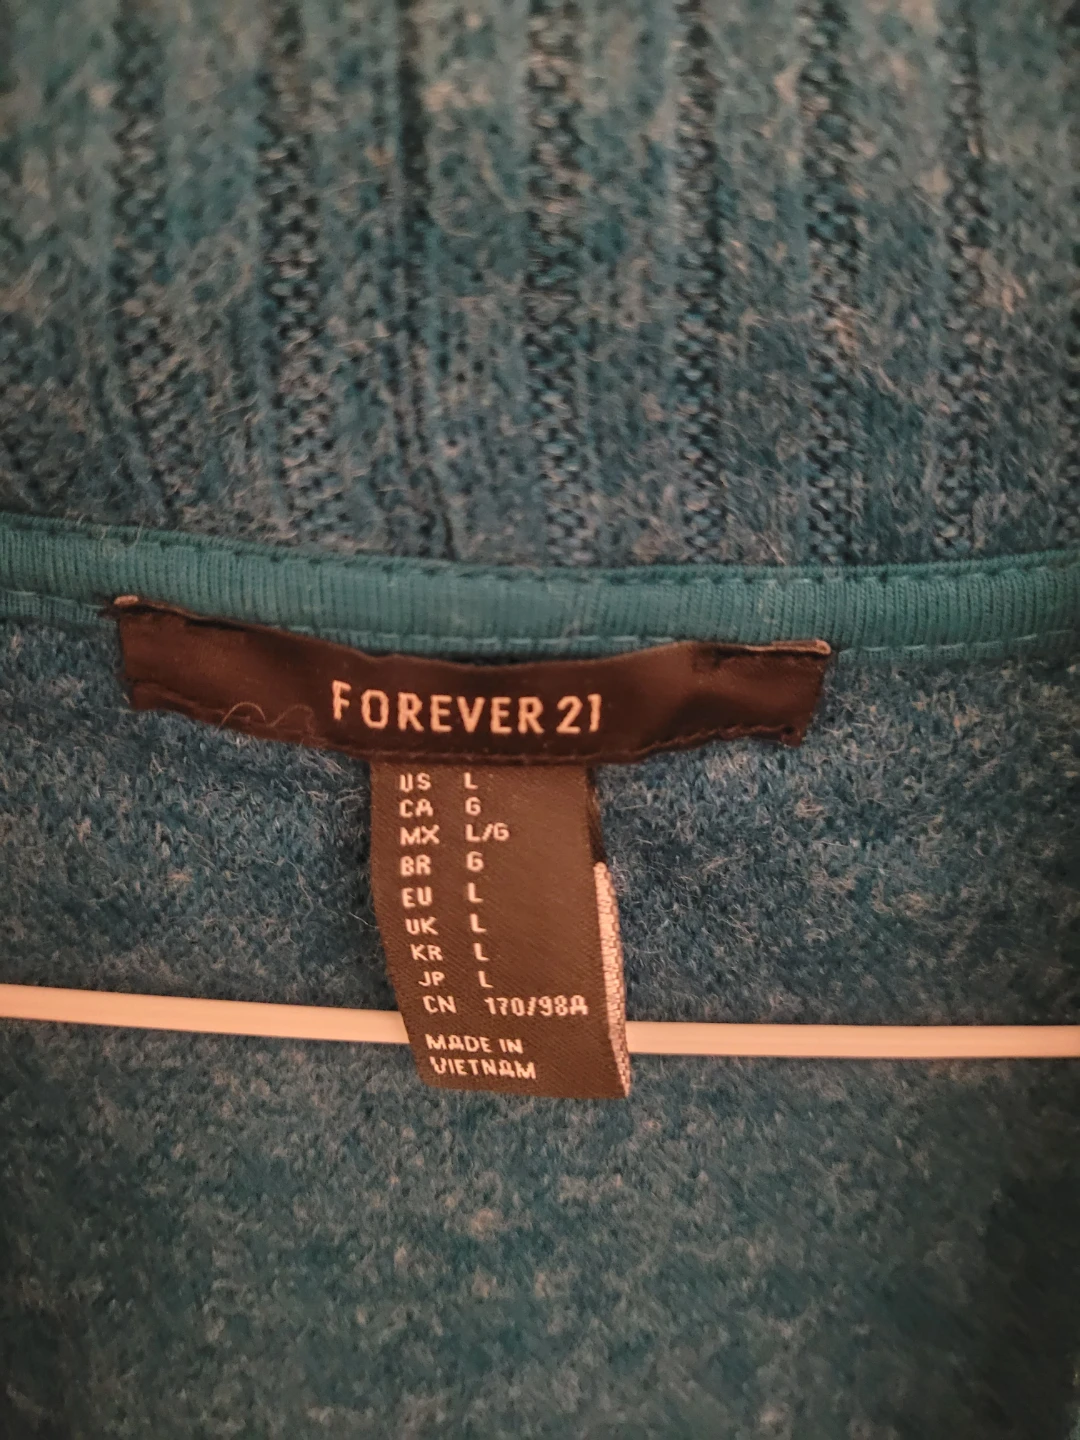 FOREVER 21
US L
CA G
MX L/G
BR G
EU L
UK L
KR L
JP L
CN 170/98A
MADE IN
VIETNAM